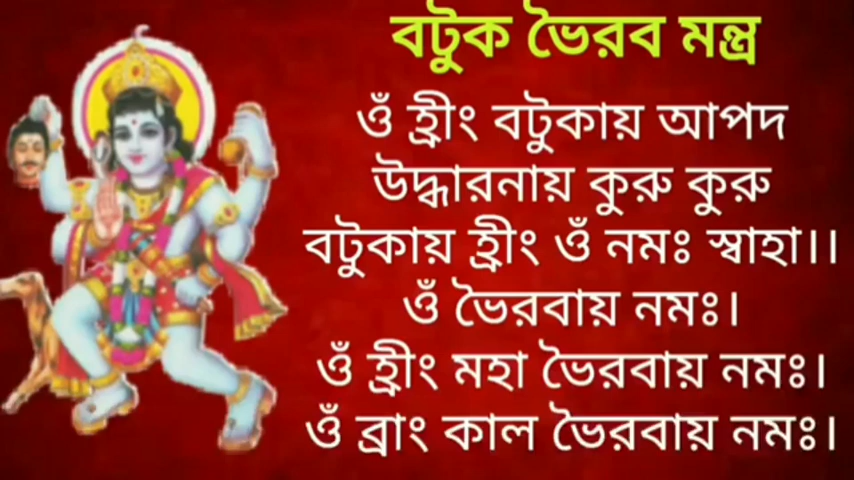 বটুক ভৈরব মন্ত্র
ওঁ হ্রীং বটুকায় আপদ
উদ্ধারনায় কুরু কুরু
বটুকায় হ্রীং ওঁ নমঃ স্বাহা।।
ওঁ ভৈরবায় নমঃ।
ওঁ হ্রীং মহা ভৈরবায় নমঃ।
ওঁ ব্রাং কাল ভৈরবায় নমঃ।